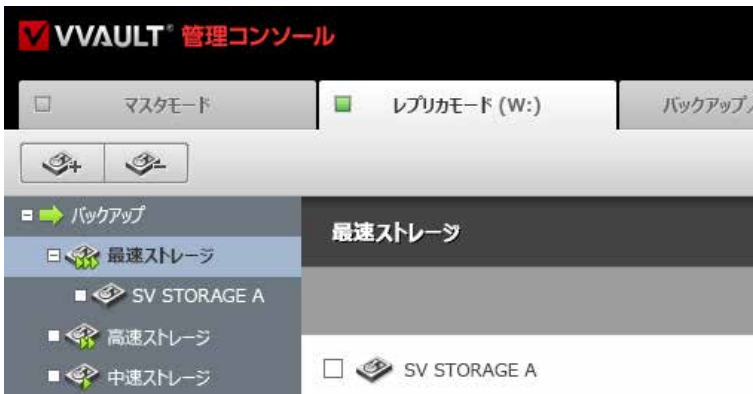 VVAULT® 管理コンソール
マスタモード
レプリカモード (W:)
バックアップ
バックアップ
最速ストレージ
SV STORAGE A
高速ストレージ
中速ストレージ
最速ストレージ
SV STORAGE A